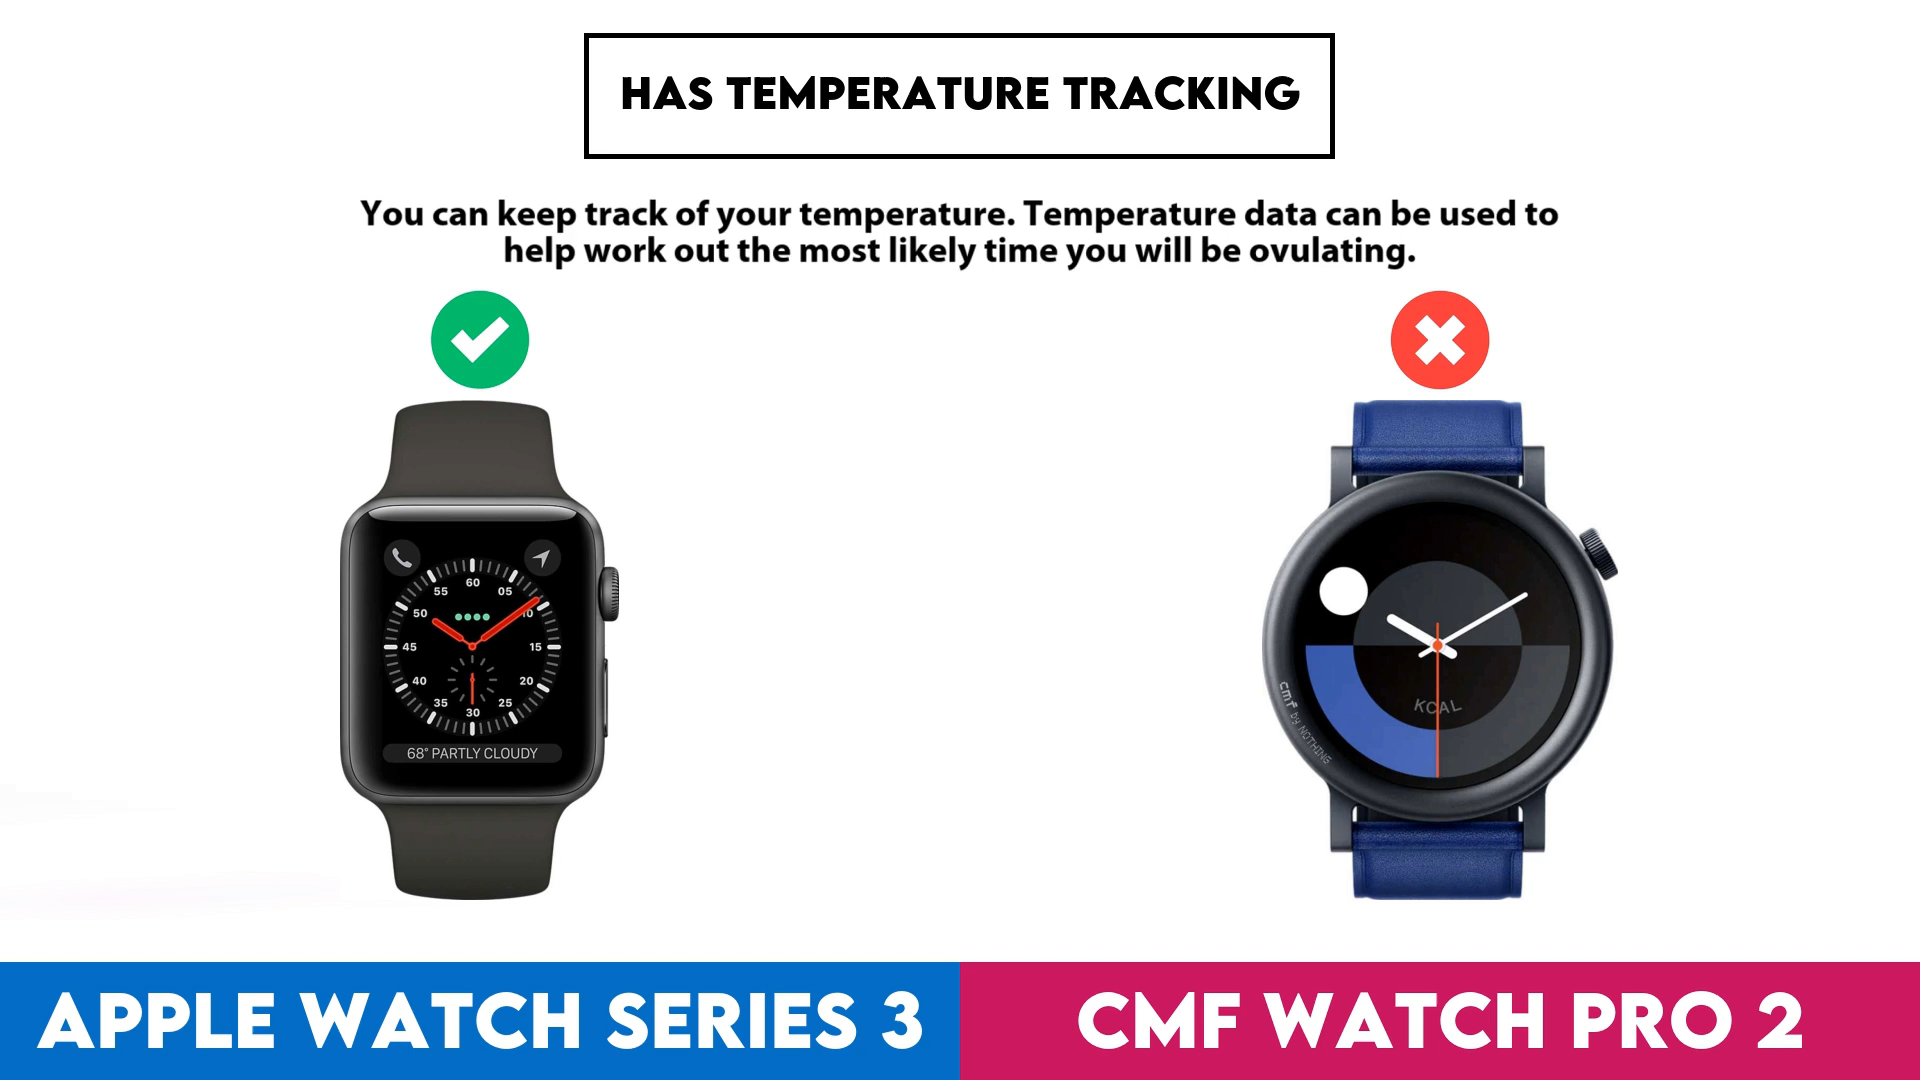 HAS TEMPERATURE TRACKING
You can keep track of your temperature. Temperature data can be used to
help work out the most likely time you will be ovulating.
60
55 05
50 10
45 15
40 20
35 25
30
68° PARTLY CLOUDY
KCAL
cmf by NOTHING
APPLE WATCH SERIES 3
CMF WATCH PRO 2